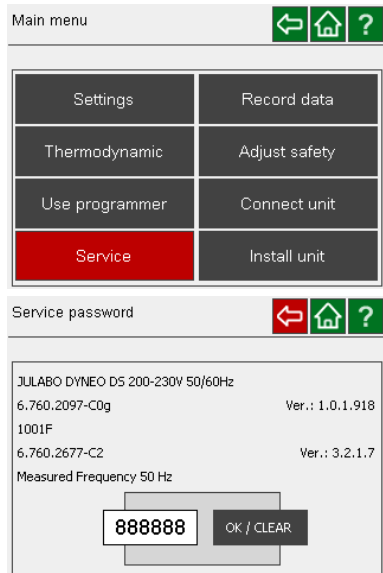 Main menu ?
Settings Record data
Thermodynamic Adjust safety
Use programmer Connect unit
Service Install unit
Service password ?
JULABO DYNEO DS 200-230V 50/60Hz
6.760.2097-C0g Ver.: 1.0.1.918
1001F
6.760.2677-C2 Ver.: 3.2.1.7
Measured Frequency 50 Hz
888888 OK / CLEAR